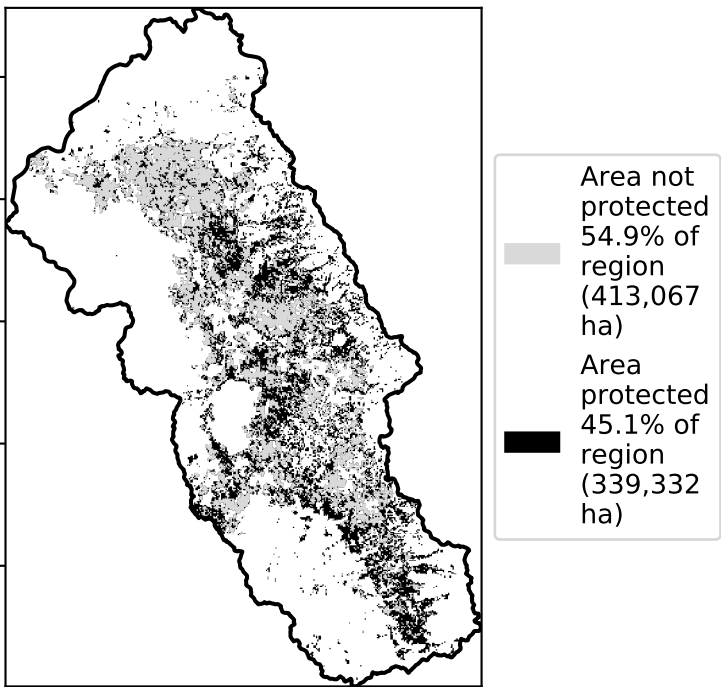 Area not
protected
54.9% of
region
(413,067
ha)
Area
protected
45.1% of
region
(339,332
ha)